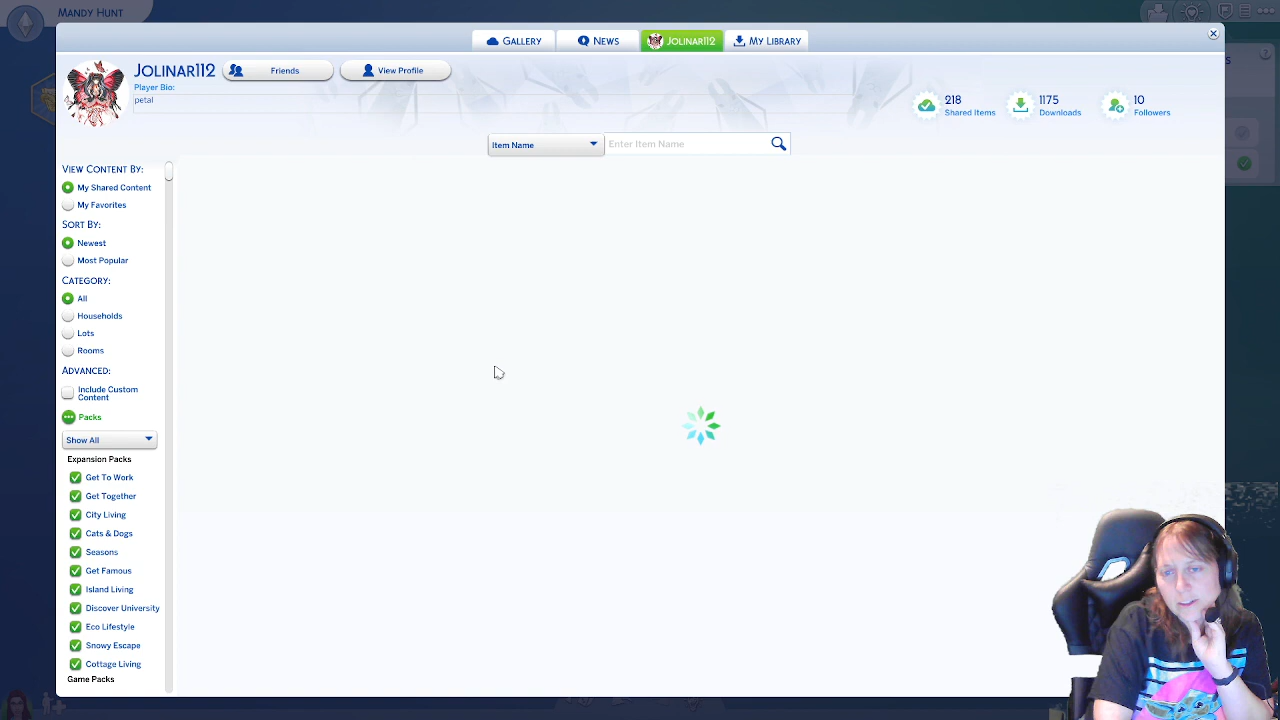 Mandy Hunt
Gallery
News
Jolinar112
My Library
Jolinar112
Friends
View Profile
Player Bio:
petal
218
Shared Items
1175
Downloads
10
Followers
Item Name
Enter Item Name
View Content By:
My Shared Content
My Favorites
Sort By:
Newest
Most Popular
Category:
All
Households
Lots
Rooms
Advanced:
Include Custom
Content
Packs
Show All
Expansion Packs
Get To Work
Get Together
City Living
Cats & Dogs
Seasons
Get Famous
Island Living
Discover University
Eco Lifestyle
Snowy Escape
Cottage Living
Game Packs